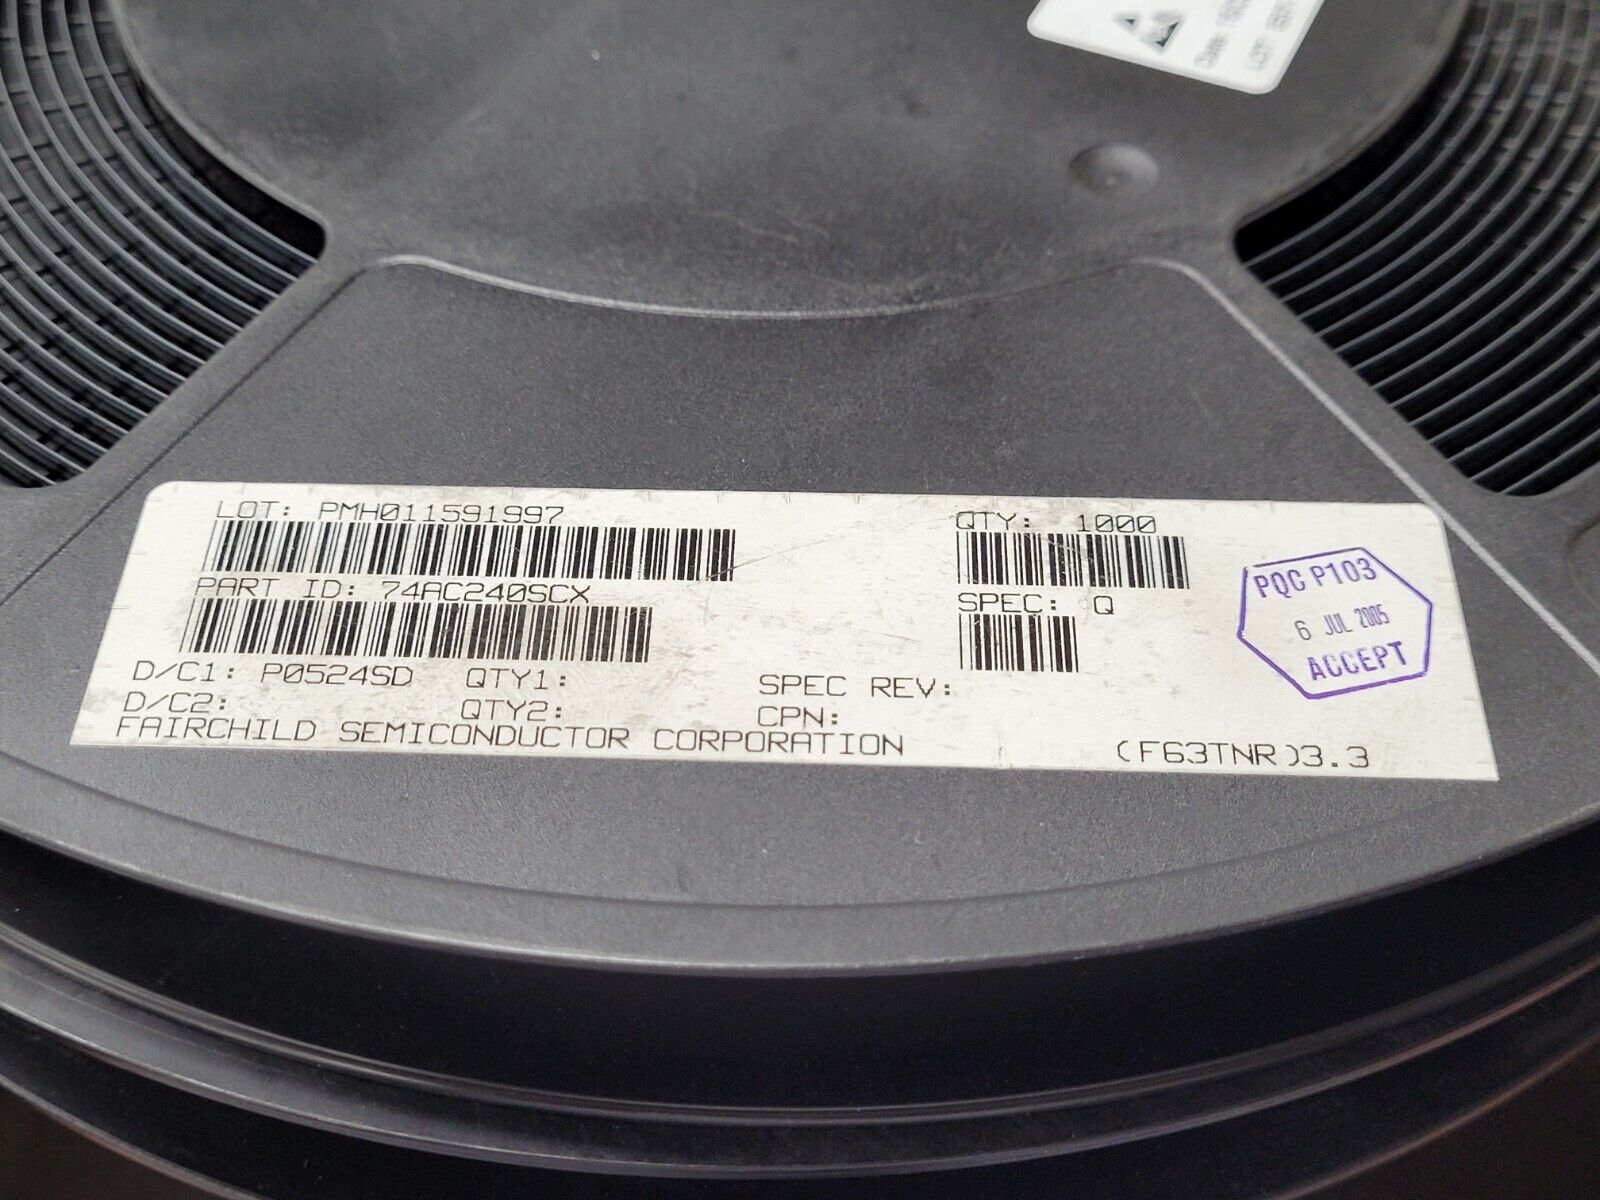 LOT: PMH011591997
QTY: 1000
PART ID: 74AC240SCX
SPEC: Q
D/C1: P0524SD QTY1:
SPEC REV:
D/C2: QTY2:
CPN:
FAIRCHILD SEMICONDUCTOR CORPORATION
(F63TNR)3.3
PQC P103
6 JUL 2005
ACCEPT
LOT